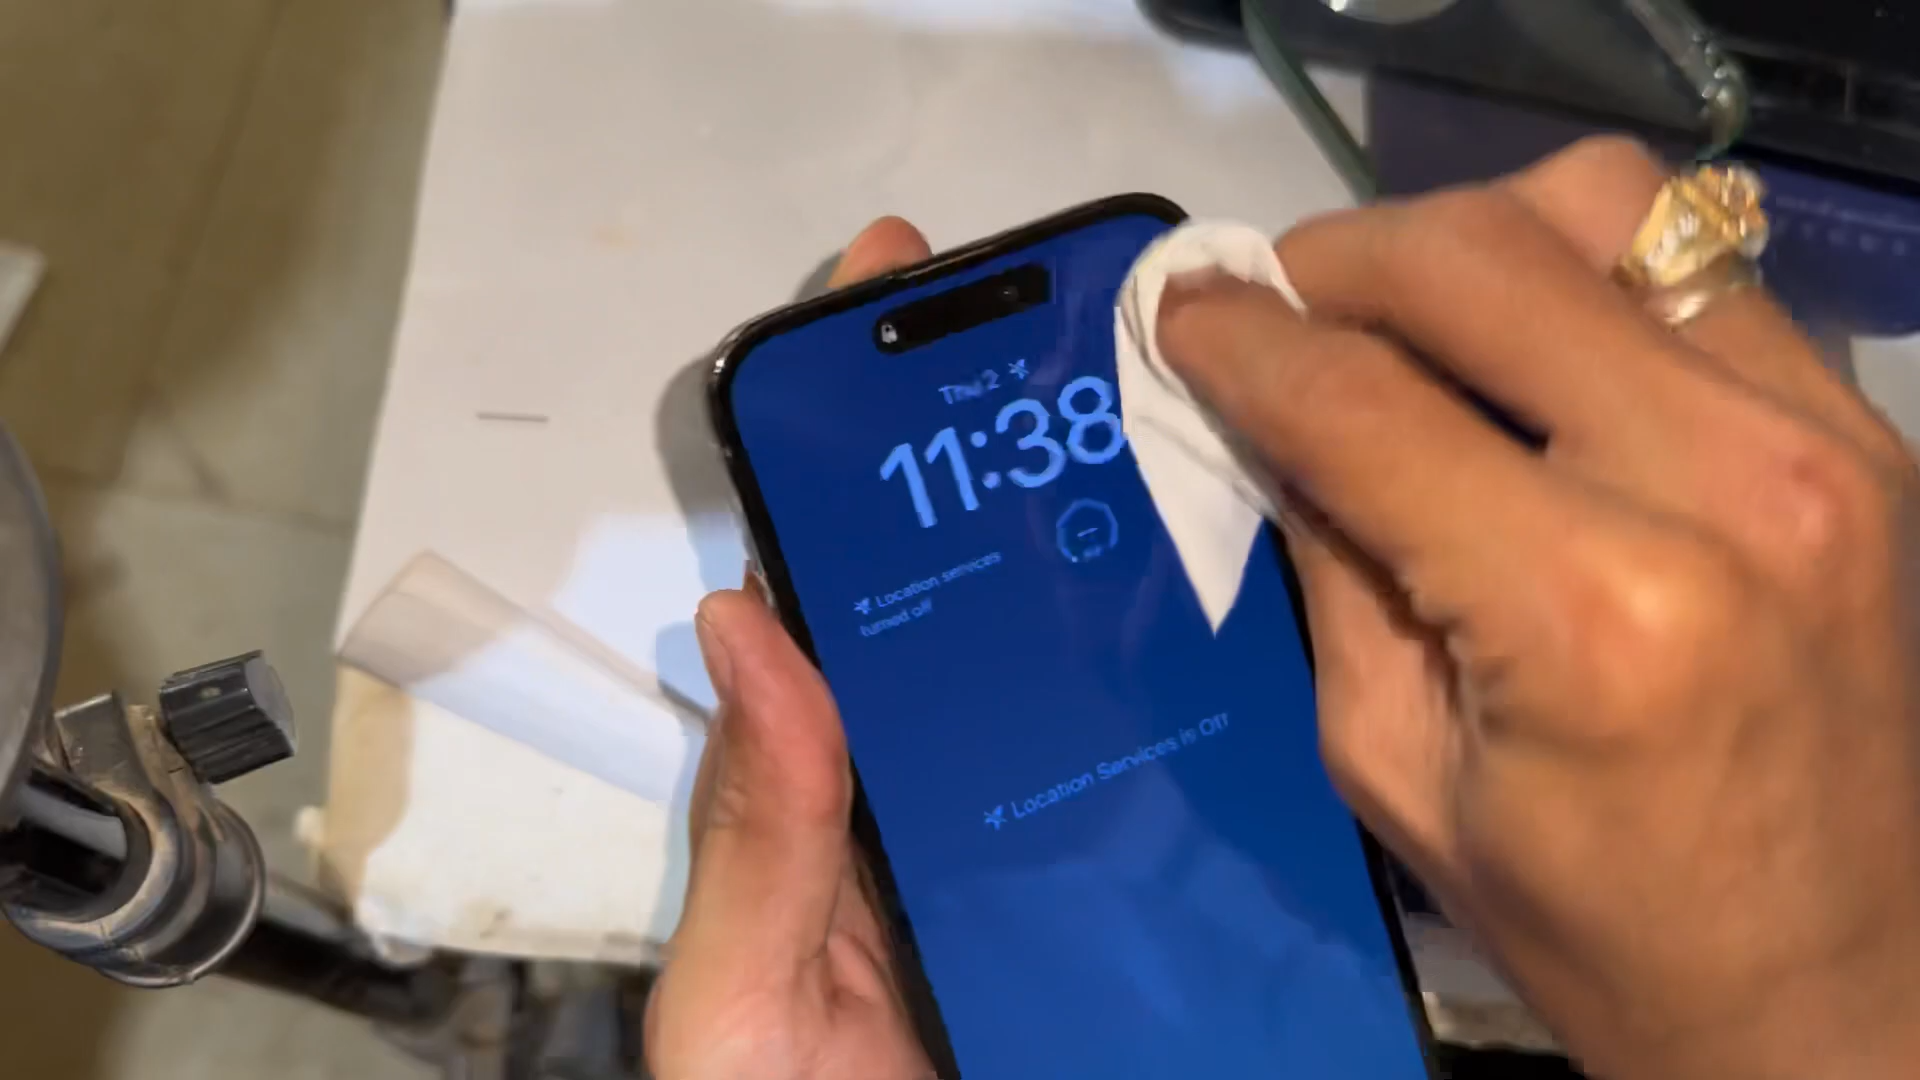 Thu 2
11:38
Location services
turned off
Location Services is Off